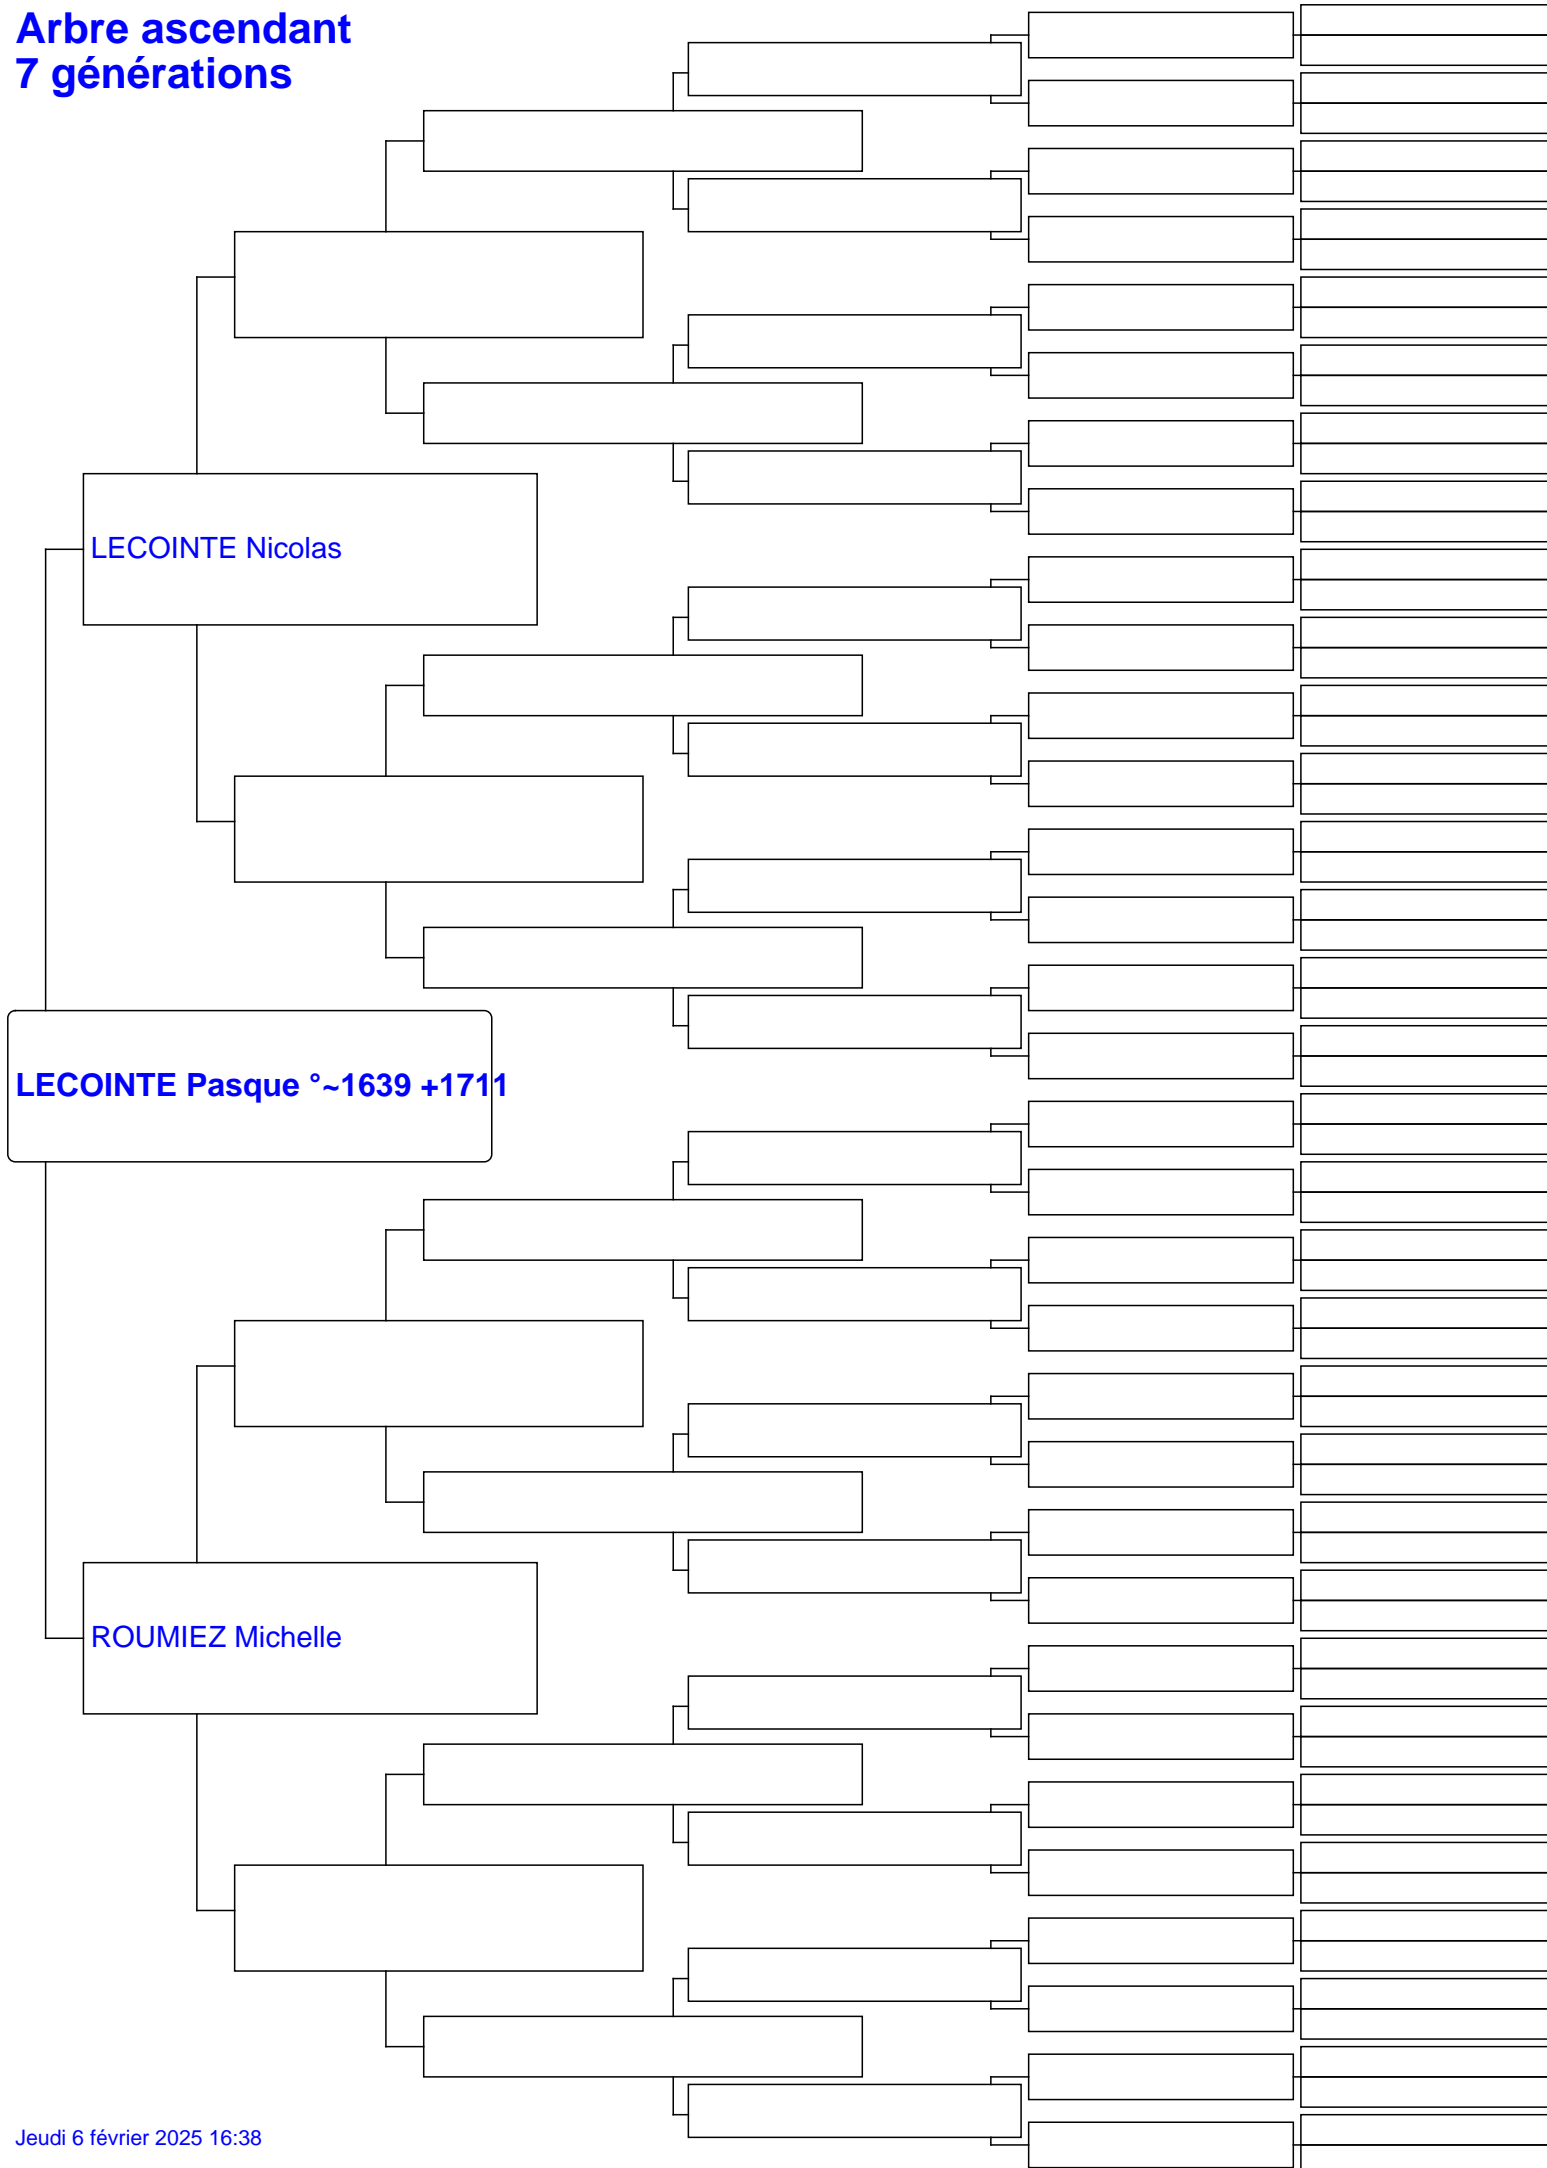 Arbre ascendant
7 générations
LECOINTE Nicolas
LECOINTE Pasque °~1639 +1711
ROUMIEZ Michelle
Jeudi 6 février 2025 16:38